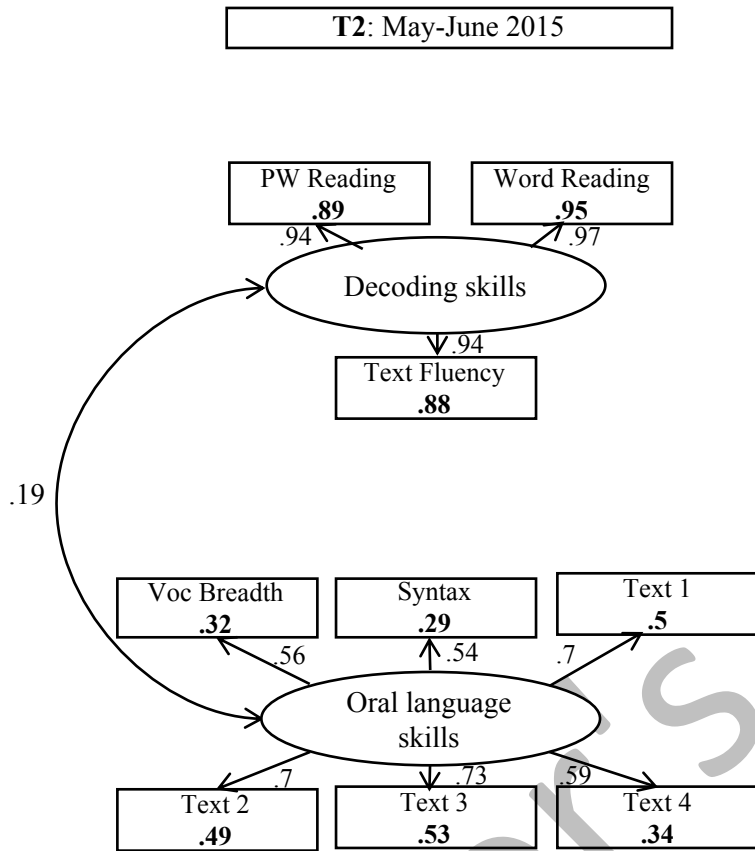 T2: May-June 2015
PW Reading
.89
Word Reading
.95
.94
.97
Decoding skills
.94
Text Fluency
.88
.19
Voc Breadth
.32
Syntax
.29
Text 1
.5
.56
.54
.7
Oral language
skills
.7
.73
.59
Text 2
.49
Text 3
.53
Text 4
.34